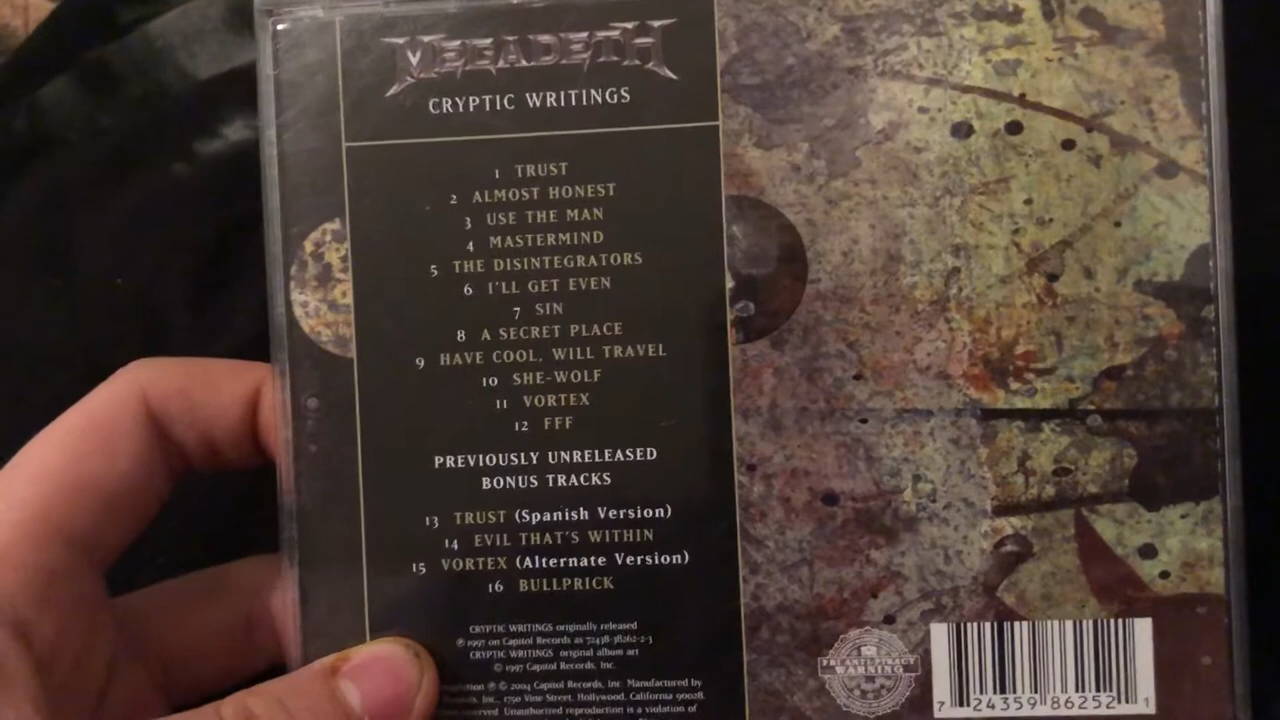 MEGADETH
CRYPTIC WRITINGS
1 TRUST
2 ALMOST HONEST
3 USE THE MAN
4 MASTERMIND
5 THE DISINTEGRATORS
6 I'LL GET EVEN
7 SIN
8 A SECRET PLACE
9 HAVE COOL, WILL TRAVEL
10 SHE-WOLF
11 VORTEX
12 FFF
PREVIOUSLY UNRELEASED
BONUS TRACKS
13 TRUST (Spanish Version)
14 EVIL THAT'S WITHIN
15 VORTEX (Alternate Version)
16 BULLPRICK
CRYPTIC WRITINGS originally released
℗ 1997 on Capitol Records as 72438-38262-2-3
CRYPTIC WRITINGS original album art
© 1997 Capitol Records, Inc.
℗ © 2004 Capitol Records, Inc. Manufactured by
Inc., 1750 Vine Street, Hollywood, California 90028.
Unauthorized reproduction is a violation of
FBI ANTI-PIRACY
WARNING
7 24359 86252 1